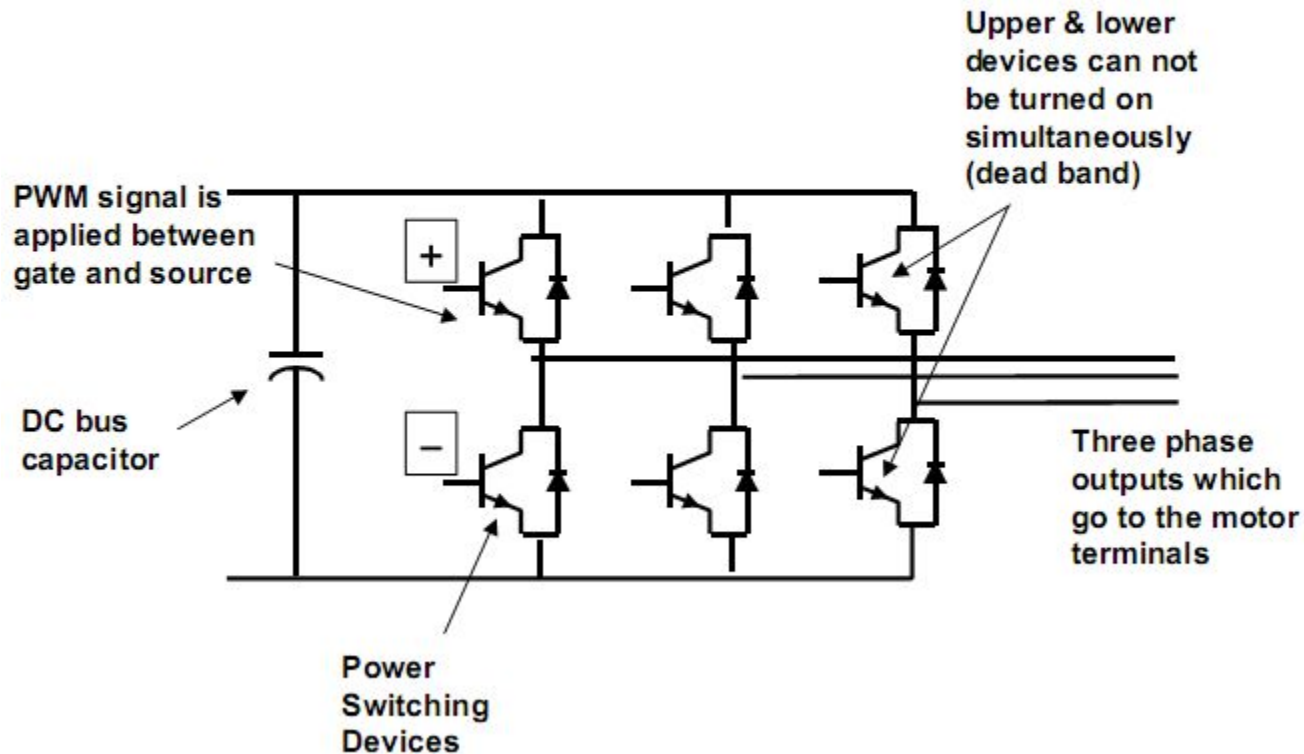 Upper & lower
devices can not
be turned on
simultaneously
(dead band)
PWM signal is
applied between
gate and source
+
DC bus
capacitor
−
Three phase
outputs which
go to the motor
terminals
Power
Switching
Devices